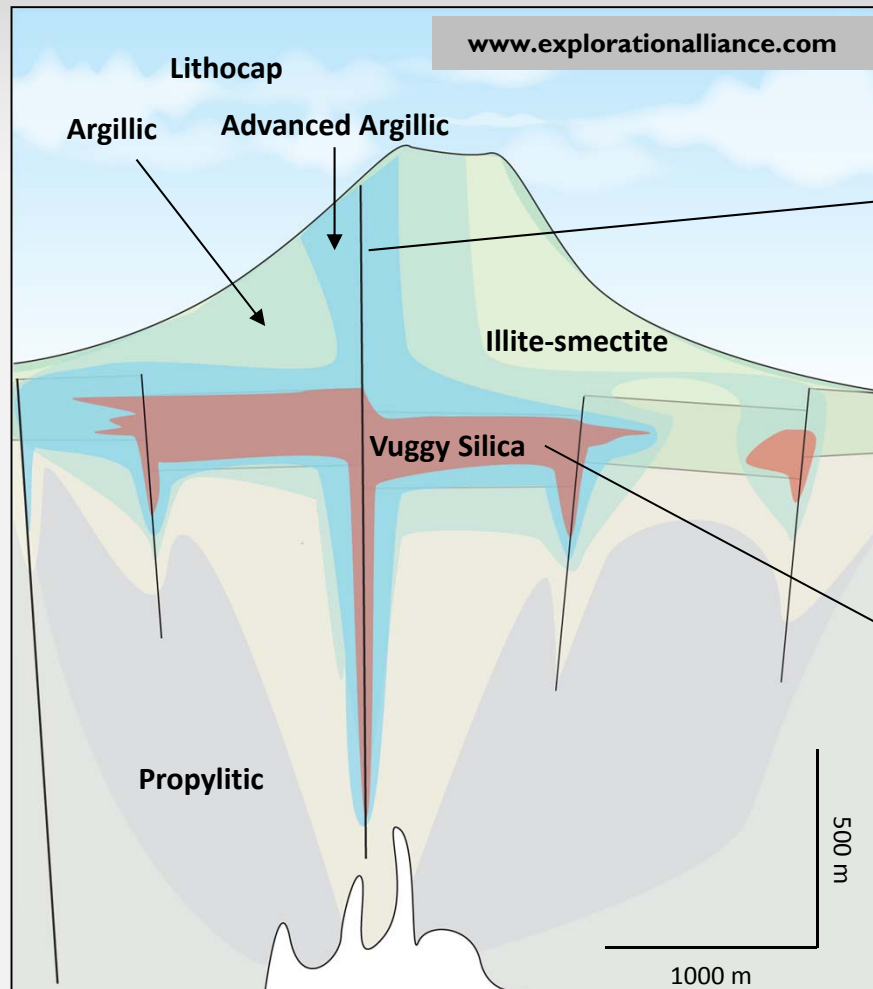 www.explorationalliance.com
Lithocap
Argillic
Advanced Argillic
Illite-smectite
Vuggy Silica
Propylitic
500 m
1000 m